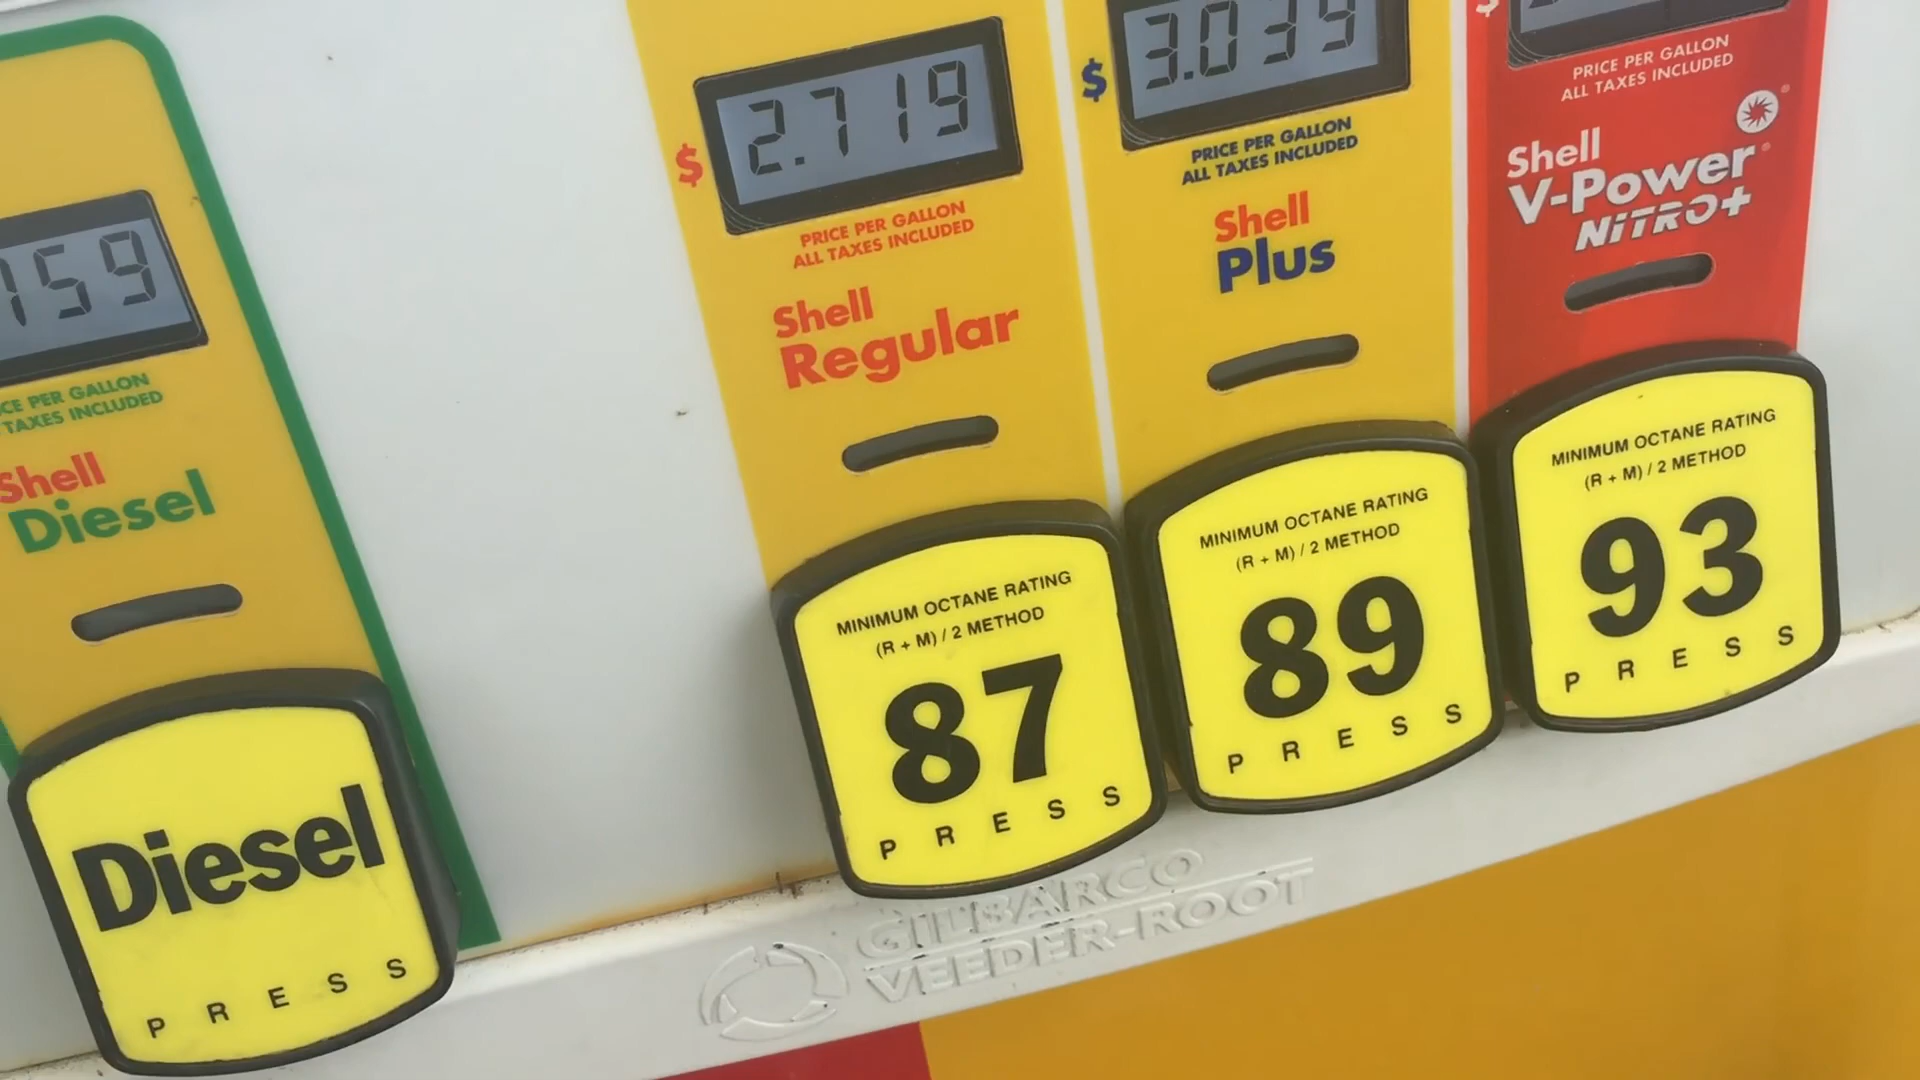 159
CE PER GALLON
TAXES INCLUDED
Shell
Diesel
Diesel
PRESS
$ 2.719
PRICE PER GALLON
ALL TAXES INCLUDED
Shell
Regular
MINIMUM OCTANE RATING
(R + M) / 2 METHOD
87
PRESS
$ 3.039
PRICE PER GALLON
ALL TAXES INCLUDED
Shell
Plus
MINIMUM OCTANE RATING
(R + M) / 2 METHOD
89
PRESS
$
PRICE PER GALLON
ALL TAXES INCLUDED
Shell
V-Power
NiTRO+
MINIMUM OCTANE RATING
(R + M) / 2 METHOD
93
PRESS
GILBARCO
VEEDER-ROOT